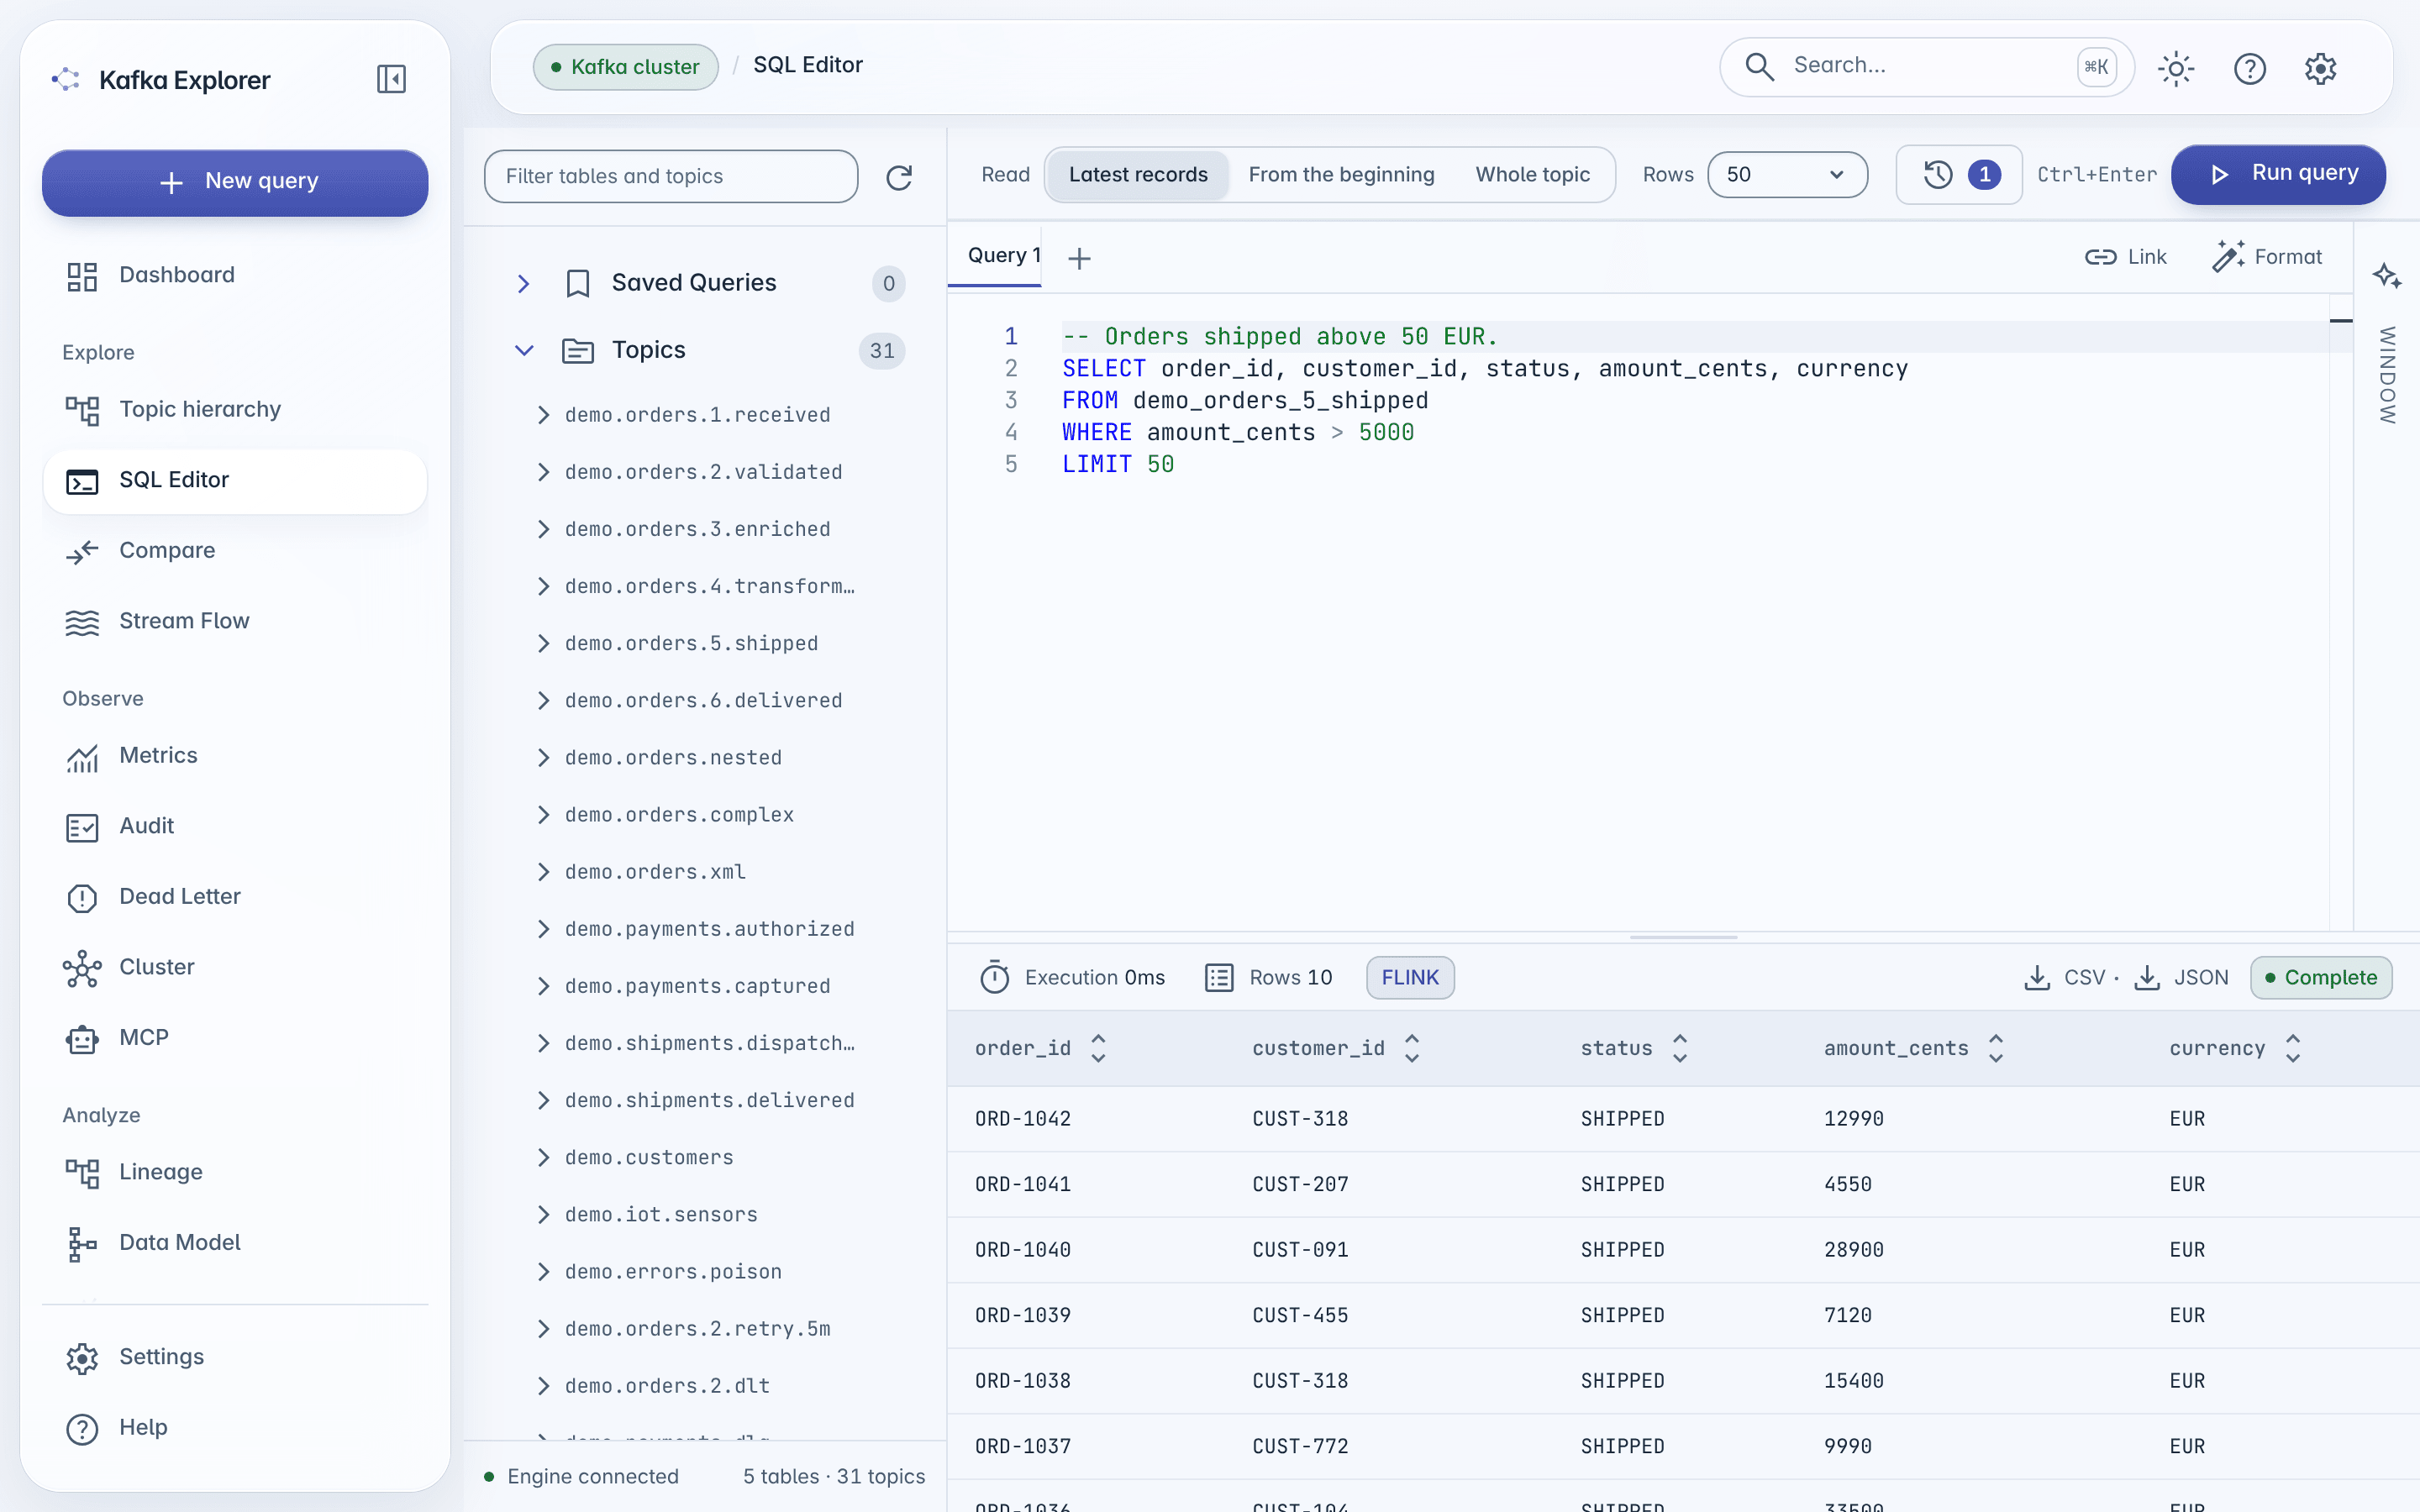 Kafka Explorer
New query
Dashboard
Explore
Topic hierarchy
SQL Editor
Compare
Stream Flow
Observe
Metrics
Audit
Dead Letter
Cluster
MCP
Analyze
Lineage
Data Model
Settings
Help
Kafka cluster / SQL Editor
Search... ⌘K
Filter tables and topics
Saved Queries 0
Topics 31
demo.orders.1.received
demo.orders.2.validated
demo.orders.3.enriched
demo.orders.4.transform…
demo.orders.5.shipped
demo.orders.6.delivered
demo.orders.nested
demo.orders.complex
demo.orders.xml
demo.payments.authorized
demo.payments.captured
demo.shipments.dispatch…
demo.shipments.delivered
demo.customers
demo.iot.sensors
demo.errors.poison
demo.orders.2.retry.5m
demo.orders.2.dlt
Engine connected 5 tables · 31 topics
Read Latest records From the beginning Whole topic Rows 50 1 Ctrl+Enter Run query
Query 1 Link Format
WINDOW
1 -- Orders shipped above 50 EUR.
2 SELECT order_id, customer_id, status, amount_cents, currency
3 FROM demo_orders_5_shipped
4 WHERE amount_cents > 5000
5 LIMIT 50
Execution 0ms Rows 10 FLINK CSV · JSON Complete
order_id customer_id status amount_cents currency
ORD-1042 CUST-318 SHIPPED 12990 EUR
ORD-1041 CUST-207 SHIPPED 4550 EUR
ORD-1040 CUST-091 SHIPPED 28900 EUR
ORD-1039 CUST-455 SHIPPED 7120 EUR
ORD-1038 CUST-318 SHIPPED 15400 EUR
ORD-1037 CUST-772 SHIPPED 9990 EUR
ORD-1036 CUST-104 SHIPPED 33500 EUR